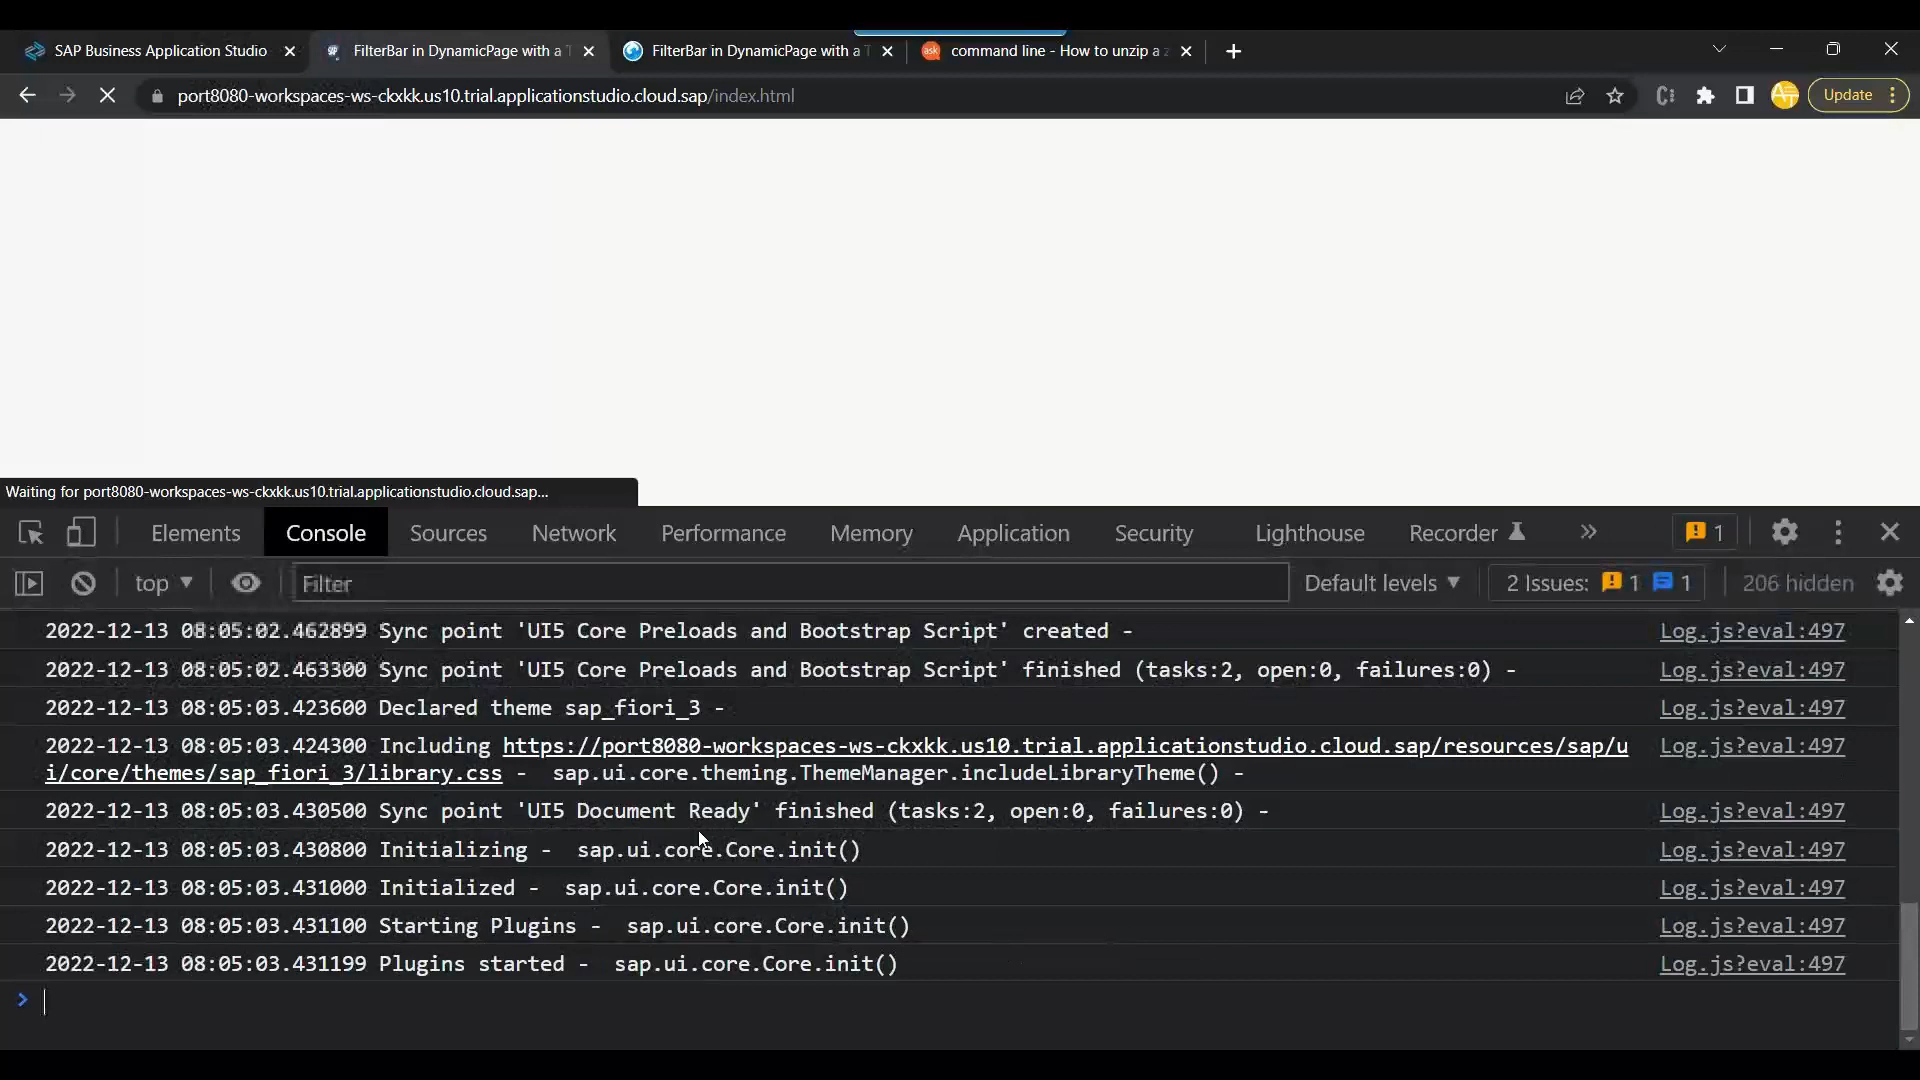 SAP Business Application Studio
FilterBar in DynamicPage with a T
FilterBar in DynamicPage with a T
ask
command line - How to unzip a z
port8080-workspaces-ws-ckxkk.us10.trial.applicationstudio.cloud.sap/index.html
Update
Waiting for port8080-workspaces-ws-ckxkk.us10.trial.applicationstudio.cloud.sap...
Elements
Console
Sources
Network
Performance
Memory
Application
Security
Lighthouse
Recorder
1
top
Filter
Default levels
2 Issues: 1 1
206 hidden
2022-12-13 08:05:02.462899 Sync point 'UI5 Core Preloads and Bootstrap Script' created - Log.js?eval:497
2022-12-13 08:05:02.463300 Sync point 'UI5 Core Preloads and Bootstrap Script' finished (tasks:2, open:0, failures:0) - Log.js?eval:497
2022-12-13 08:05:03.423600 Declared theme sap_fiori_3 - Log.js?eval:497
2022-12-13 08:05:03.424300 Including https://port8080-workspaces-ws-ckxkk.us10.trial.applicationstudio.cloud.sap/resources/sap/u Log.js?eval:497
i/core/themes/sap_fiori_3/library.css - sap.ui.core.theming.ThemeManager.includeLibraryTheme() -
2022-12-13 08:05:03.430500 Sync point 'UI5 Document Ready' finished (tasks:2, open:0, failures:0) - Log.js?eval:497
2022-12-13 08:05:03.430800 Initializing - sap.ui.core.Core.init() Log.js?eval:497
2022-12-13 08:05:03.431000 Initialized - sap.ui.core.Core.init() Log.js?eval:497
2022-12-13 08:05:03.431100 Starting Plugins - sap.ui.core.Core.init() Log.js?eval:497
2022-12-13 08:05:03.431199 Plugins started - sap.ui.core.Core.init() Log.js?eval:497